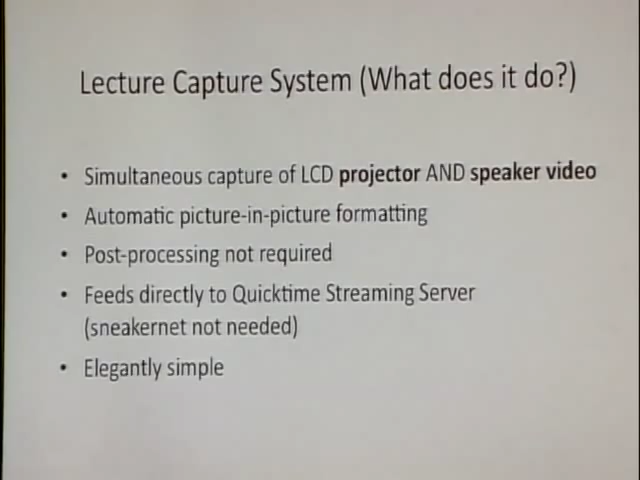 Lecture Capture System (What does it do?)
• Simultaneous capture of LCD projector AND speaker video
• Automatic picture-in-picture formatting
• Post-processing not required
• Feeds directly to Quicktime Streaming Server
(sneakernet not needed)
• Elegantly simple